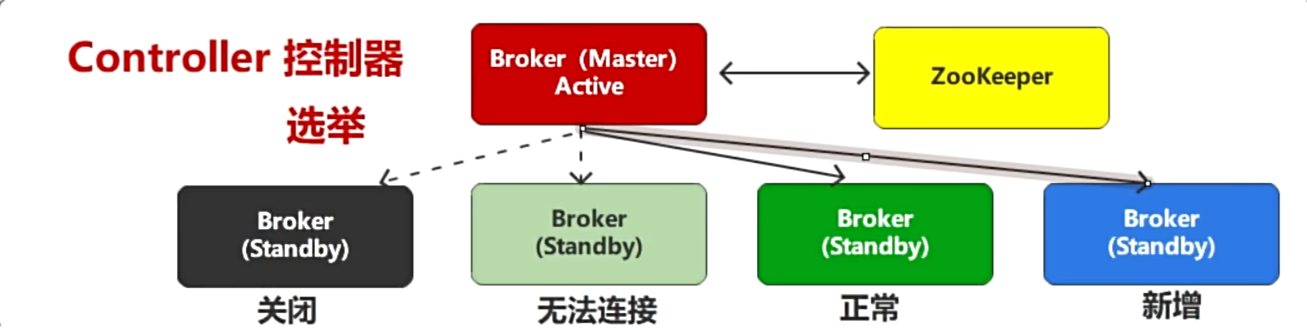 Controller 控制器
选举
Broker（Master）
Active
ZooKeeper
Broker
(Standby)
Broker
(Standby)
Broker
(Standby)
Broker
(Standby)
关闭
无法连接
正常
新增